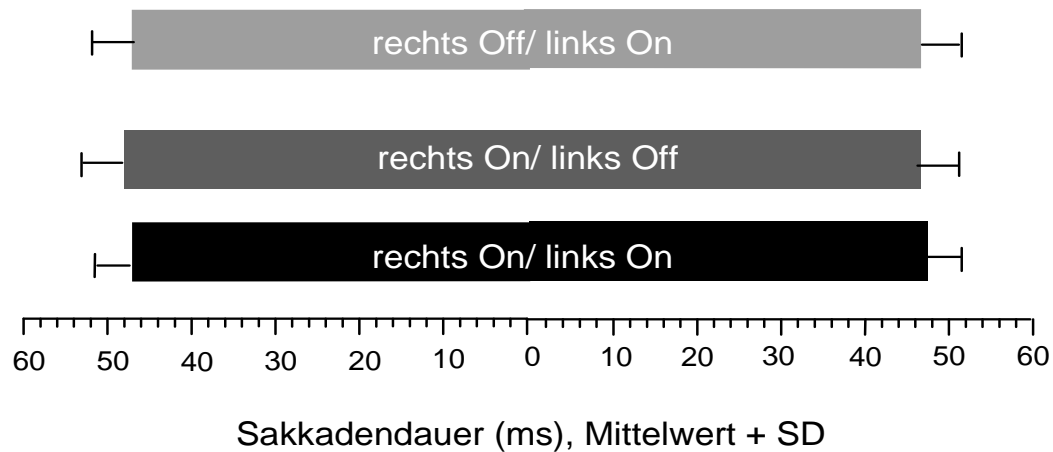 rechts Off/ links On
rechts On/ links Off
rechts On/ links On
60 50 40 30 20 10 0 10 20 30 40 50 60
Sakkadendauer (ms), Mittelwert + SD